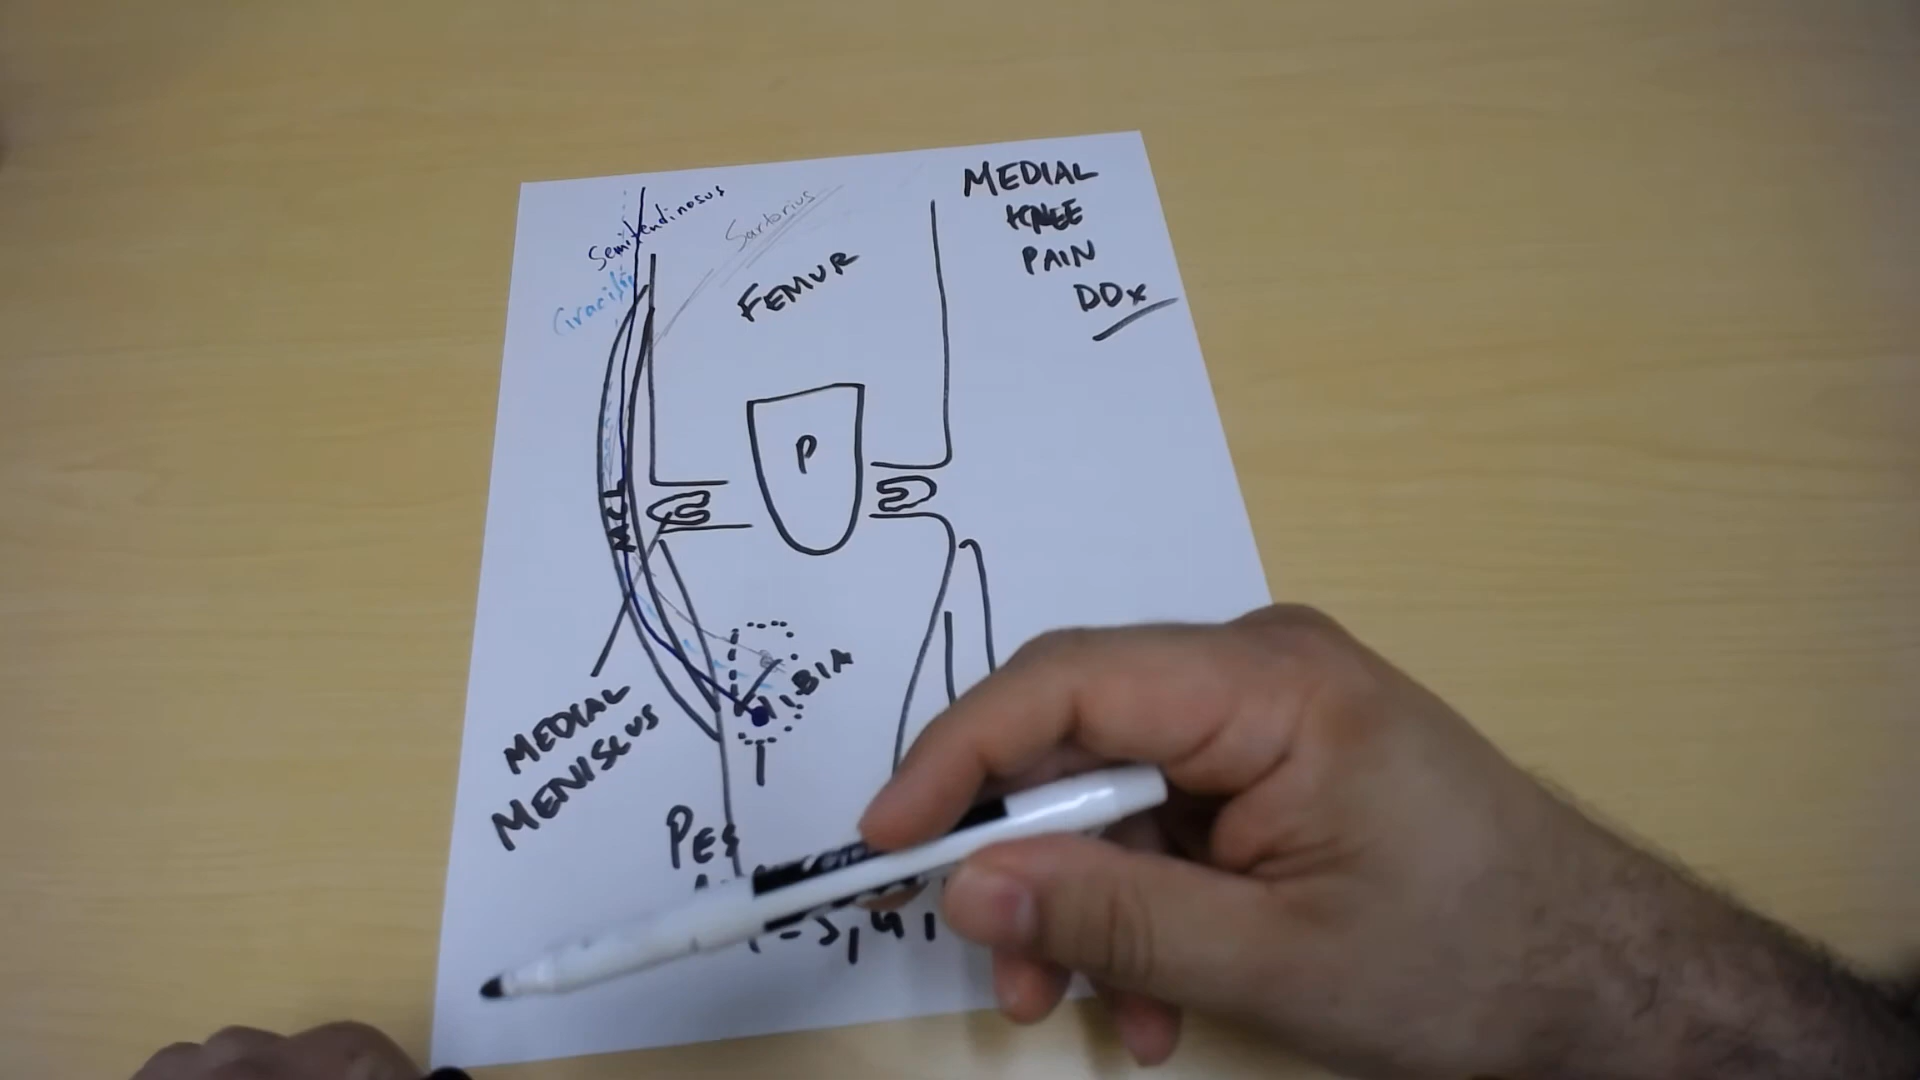 Semitendinosus
Sartorius
Gracilis
FEMUR
MEDIAL
KNEE
PAIN
DDx
P
MCL
TIBIA
MEDIAL
MENISCUS
PES